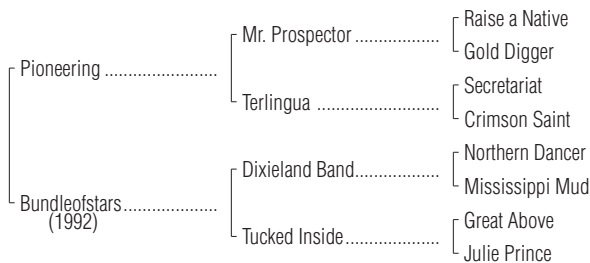 Raise a Native
Mr. Prospector ..................
Gold Digger
Pioneering ........................
Secretariat
Terlingua ..........................
Crimson Saint
Northern Dancer
Dixieland Band..................
Mississippi Mud
Bundleofstars....................
(1992)
Great Above
Tucked Inside....................
Julie Prince